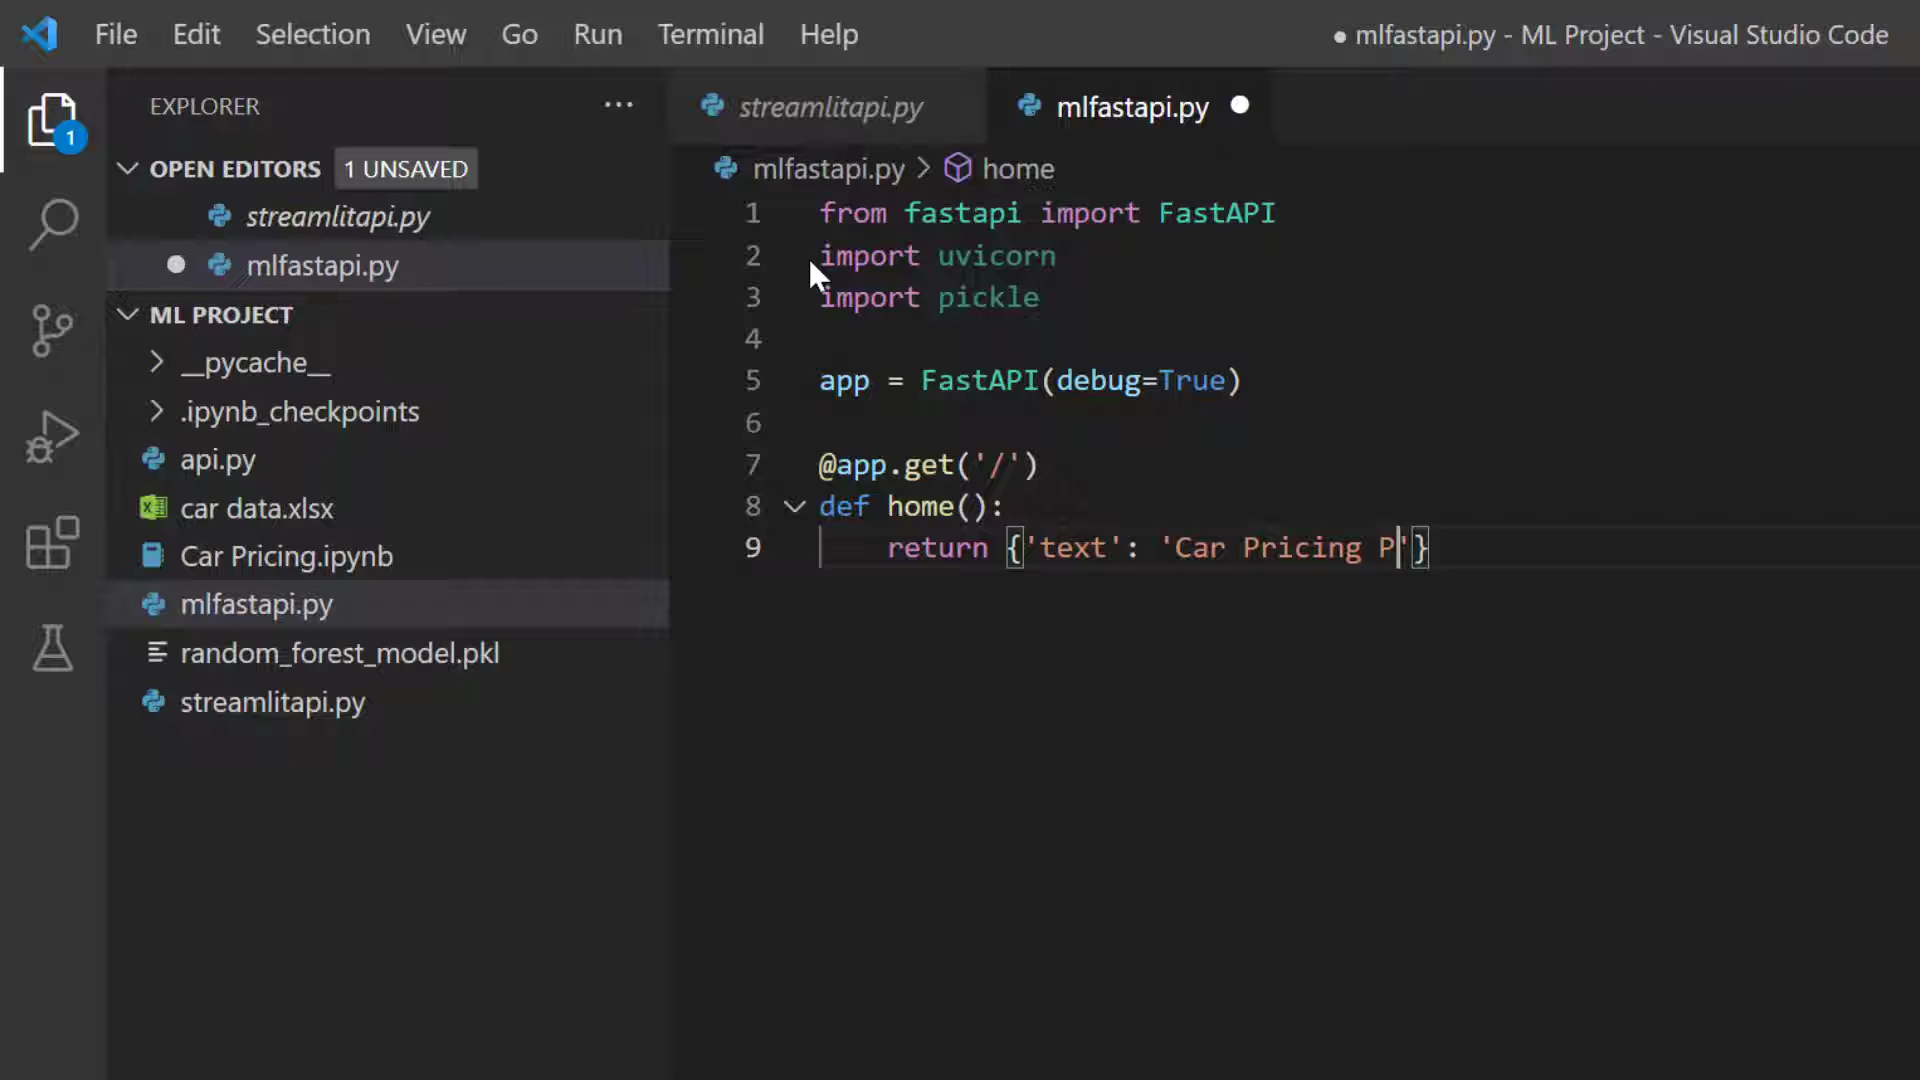 File Edit Selection View Go Run Terminal Help
● mlfastapi.py - ML Project - Visual Studio Code
EXPLORER
1
OPEN EDITORS 1 UNSAVED
streamlitapi.py
mlfastapi.py
ML PROJECT
__pycache__
.ipynb_checkpoints
api.py
car data.xlsx
Car Pricing.ipynb
mlfastapi.py
random_forest_model.pkl
streamlitapi.py
streamlitapi.py mlfastapi.py
mlfastapi.py > home
1 from fastapi import FastAPI
2 import uvicorn
3 import pickle
4
5 app = FastAPI(debug=True)
6
7 @app.get('/')
8 def home():
9 return {'text': 'Car Pricing P'}